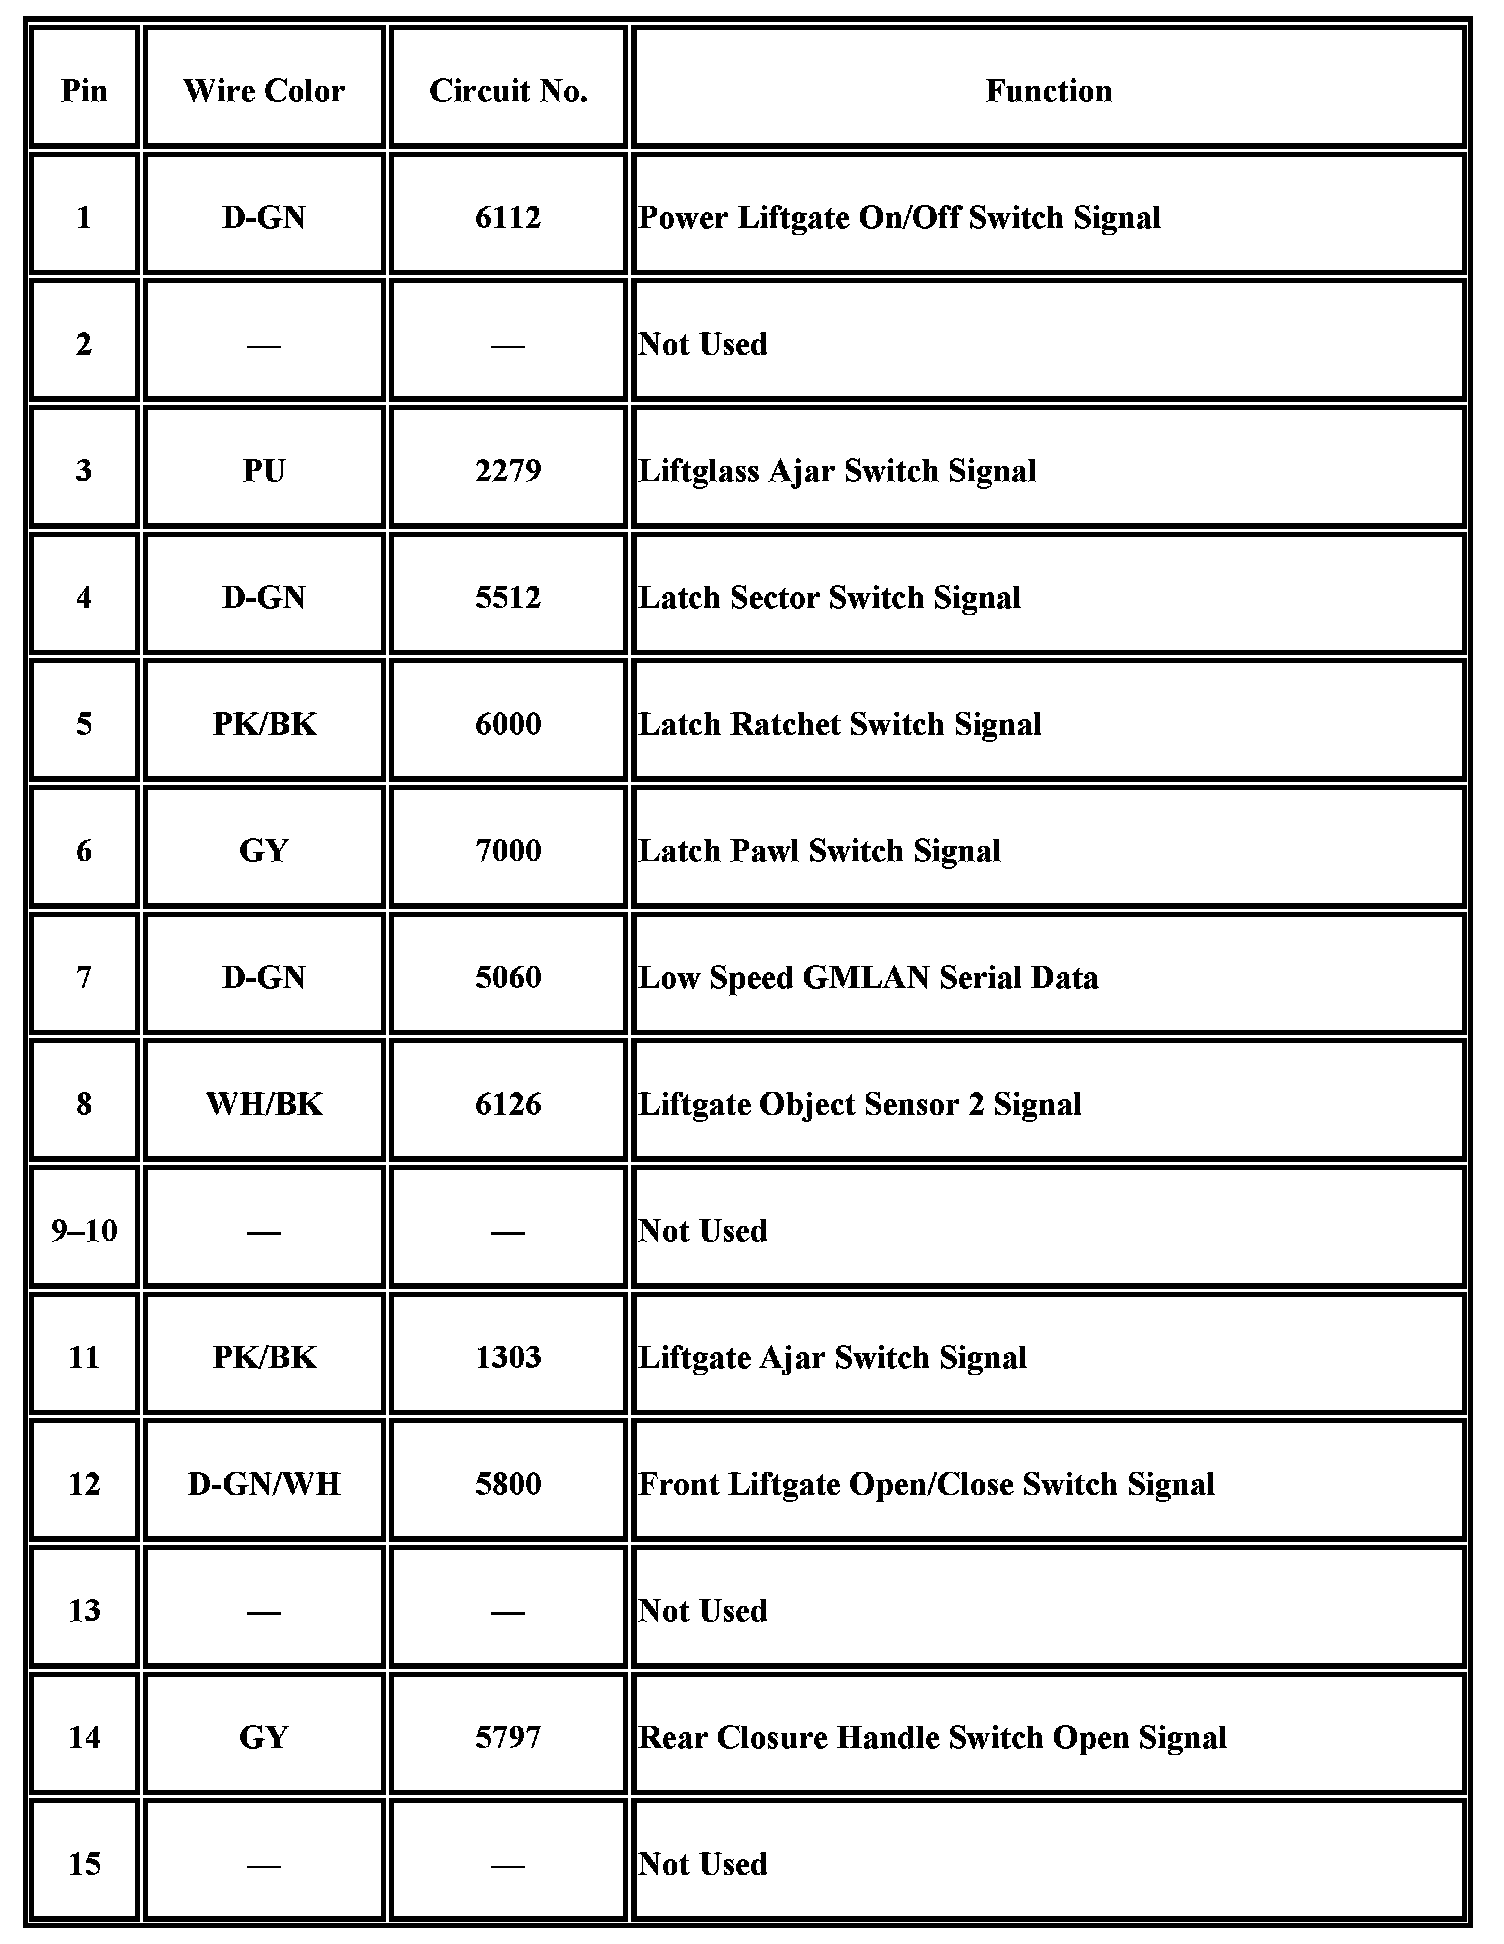 Pin Wire Color Circuit No. Function
1 D-GN 6112 Power Liftgate On/Off Switch Signal
2 — — Not Used
3 PU 2279 Liftglass Ajar Switch Signal
4 D-GN 5512 Latch Sector Switch Signal
5 PK/BK 6000 Latch Ratchet Switch Signal
6 GY 7000 Latch Pawl Switch Signal
7 D-GN 5060 Low Speed GMLAN Serial Data
8 WH/BK 6126 Liftgate Object Sensor 2 Signal
9–10 — — Not Used
11 PK/BK 1303 Liftgate Ajar Switch Signal
12 D-GN/WH 5800 Front Liftgate Open/Close Switch Signal
13 — — Not Used
14 GY 5797 Rear Closure Handle Switch Open Signal
15 — — Not Used